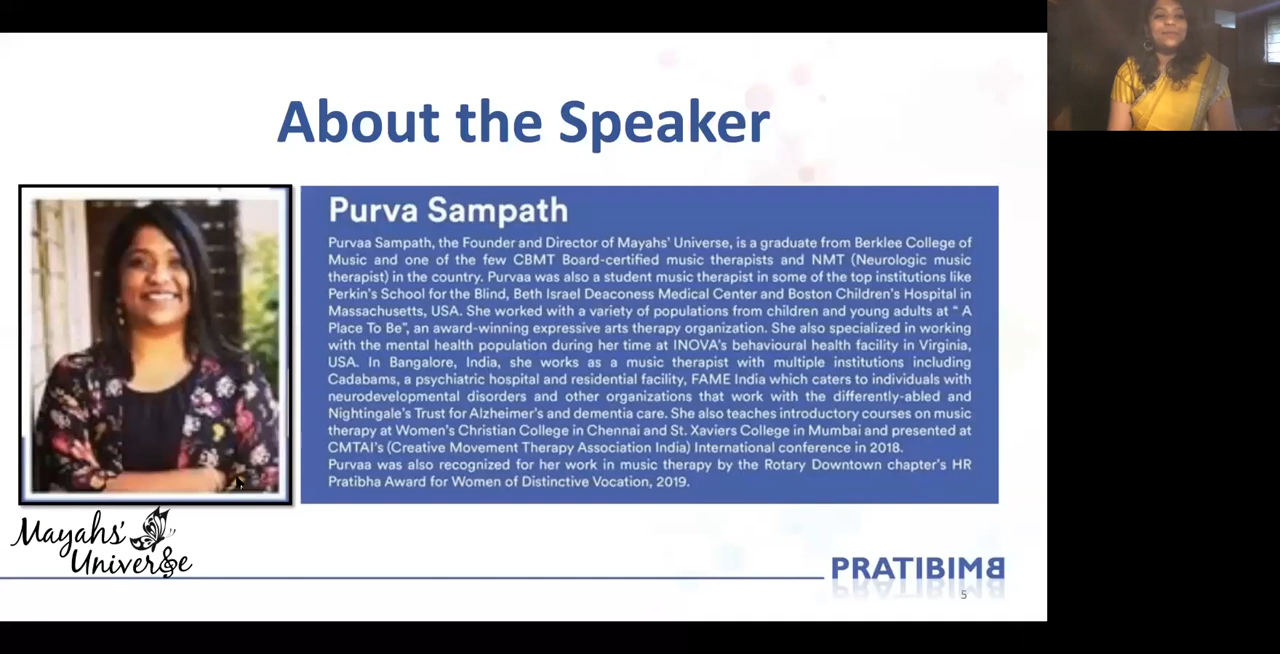 About the Speaker
Purva Sampath
Purvaa Sampath, the Founder and Director of Mayahs' Universe, is a graduate from Berklee College of
Music and one of the few CBMT Board-certified music therapists and NMT (Neurologic music
therapist) in the country. Purvaa was also a student music therapist in some of the top institutions like
Perkin's School for the Blind, Beth Israel Deaconess Medical Center and Boston Children's Hospital in
Massachusetts, USA. She worked with a variety of populations from children and young adults at " A
Place To Be", an award-winning expressive arts therapy organization. She also specialized in working
with the mental health population during her time at INOVA's behavioural health facility in Virginia,
USA. In Bangalore, India, she works as a music therapist with multiple institutions including
Cadabams, a psychiatric hospital and residential facility, FAME India which caters to individuals with
neurodevelopmental disorders and other organizations that work with the differently-abled and
Nightingale's Trust for Alzheimer's and dementia care. She also teaches introductory courses on music
therapy at Women's Christian College in Chennai and St. Xaviers College in Mumbai and presented at
CMTAI's (Creative Movement Therapy Association India) International conference in 2018.
Purvaa was also recognized for her work in music therapy by the Rotary Downtown chapter's HR
Pratibha Award for Women of Distinctive Vocation, 2019.
Mayahs'
Universe
PRATIBIMB
5